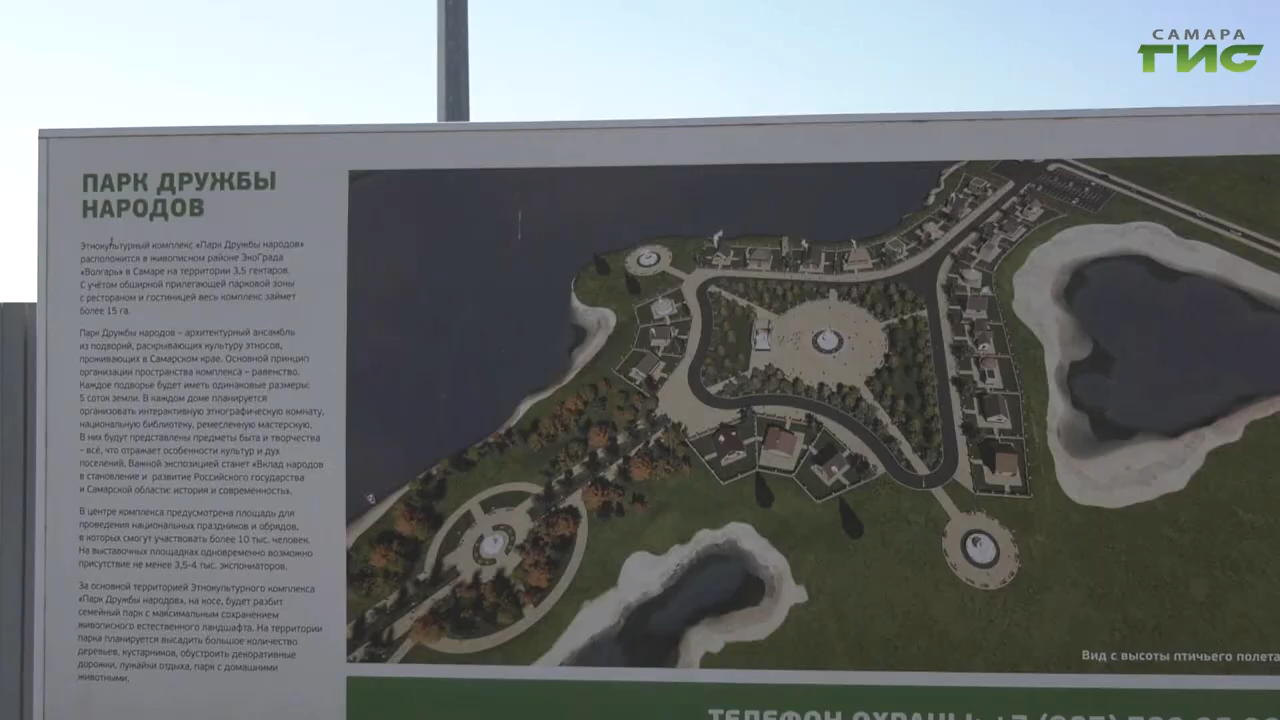 САМАРА
ГИС
ПАРК ДРУЖБЫ
НАРОДОВ
Этнокультурный комплекс «Парк Дружбы народов»
расположится в живописном районе ЭкоГрада
«Волгарь» в Самаре на территории 3,5 гектаров.
С учётом обширной прилегающей парковой зоны
с рестораном и гостиницей весь комплекс займет
более 15 га.
Парк Дружбы народов – архитектурный ансамбль
из подворий, раскрывающих культуру этносов,
проживающих в Самарском крае. Основной принцип
организации пространства комплекса – равенство.
Каждое подворье будет иметь одинаковые размеры:
5 соток земли. В каждом доме планируется
организовать интерактивную этнографическую комнату,
национальную библиотеку, ремесленную мастерскую.
В них будут представлены предметы быта и творчества
– всё, что отражает особенности культур и дух
поселений. Важной экспозицией станет «Вклад народов
в становление и развитие Российского государства
и Самарской области: история и современность».
В центре комплекса предусмотрена площадь для
проведения национальных праздников и обрядов,
в которых смогут участвовать более 10 тыс. человек.
На выставочных площадках одновременно возможно
присутствие не менее 3,5-4 тыс. экспонаторов.
За основной территорией Этнокультурного комплекса
«Парк Дружбы народов», на косе, будет разбит
семейный парк с максимальным сохранением
живописного естественного ландшафта. На территории
парка планируется высадить большое количество
деревьев, кустарников, обустроить декоративные
дорожки, лужайки отдыха, парк с домашними
животными.
Вид с высоты птичьего полета
ТЕЛЕФОН ОХРАНЫ: +7